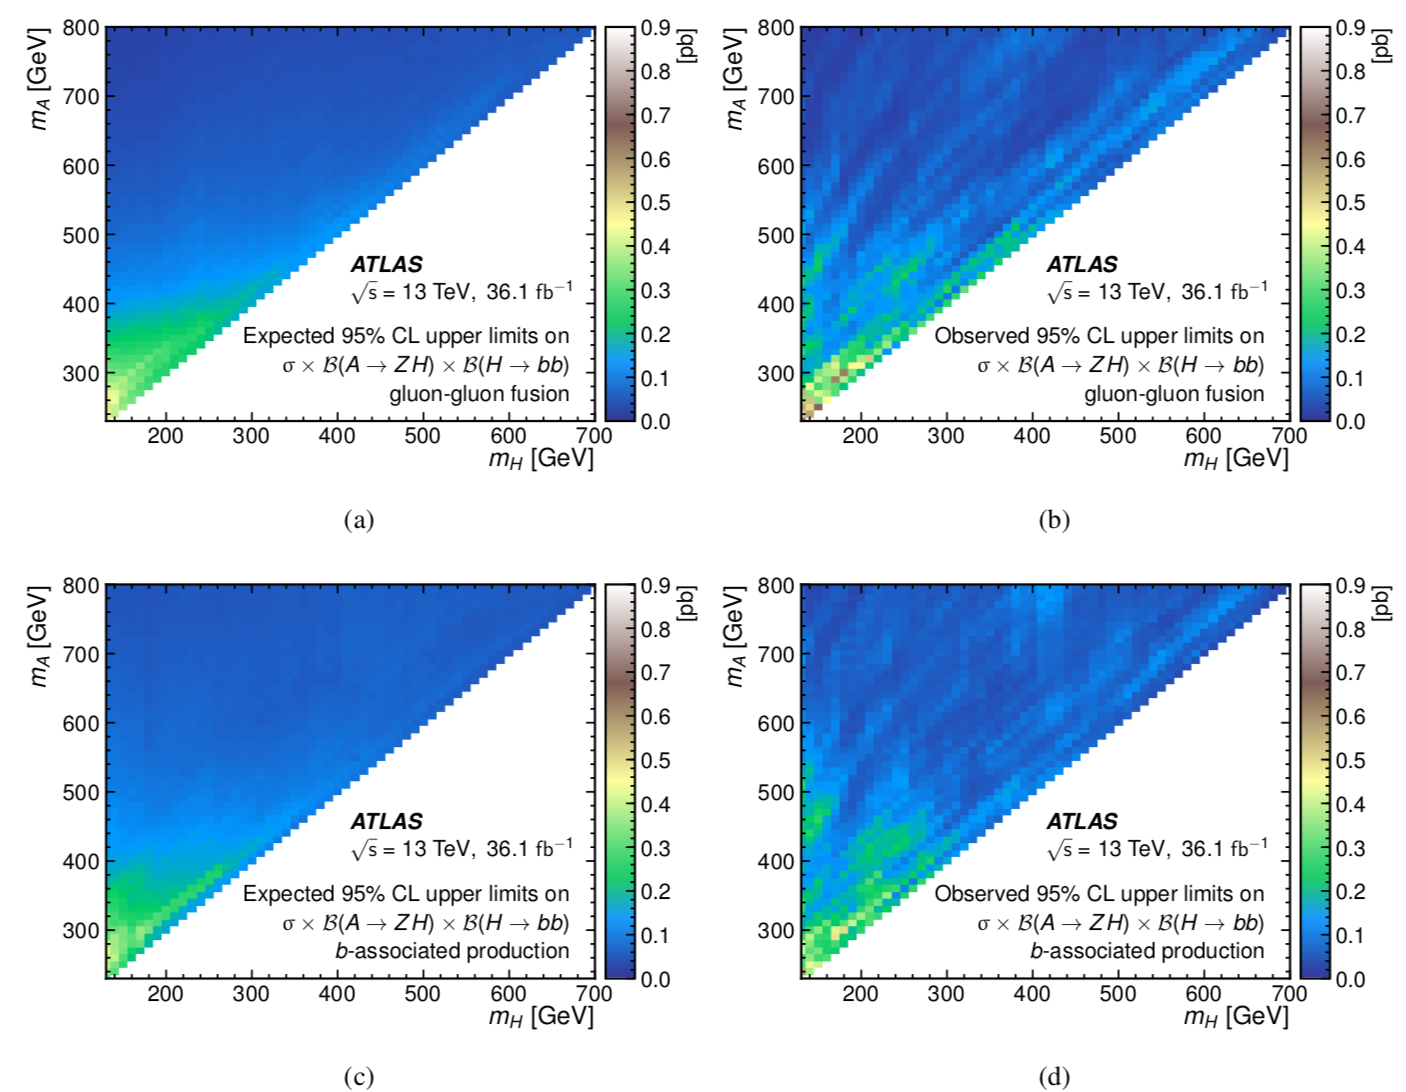 m_A [GeV]
800
700
600
500
400
300
200 300 400 500 600 700
m_H [GeV]
ATLAS
√s = 13 TeV, 36.1 fb⁻¹
Expected 95% CL upper limits on
σ × B(A → ZH) × B(H → bb)
gluon-gluon fusion
0.9
0.8
0.7
0.6
0.5
0.4
0.3
0.2
0.1
0.0
[pb]
(a)
m_A [GeV]
800
700
600
500
400
300
200 300 400 500 600 700
m_H [GeV]
ATLAS
√s = 13 TeV, 36.1 fb⁻¹
Observed 95% CL upper limits on
σ × B(A → ZH) × B(H → bb)
gluon-gluon fusion
0.9
0.8
0.7
0.6
0.5
0.4
0.3
0.2
0.1
0.0
[pb]
(b)
m_A [GeV]
800
700
600
500
400
300
200 300 400 500 600 700
m_H [GeV]
ATLAS
√s = 13 TeV, 36.1 fb⁻¹
Expected 95% CL upper limits on
σ × B(A → ZH) × B(H → bb)
b-associated production
0.9
0.8
0.7
0.6
0.5
0.4
0.3
0.2
0.1
0.0
[pb]
(c)
m_A [GeV]
800
700
600
500
400
300
200 300 400 500 600 700
m_H [GeV]
ATLAS
√s = 13 TeV, 36.1 fb⁻¹
Observed 95% CL upper limits on
σ × B(A → ZH) × B(H → bb)
b-associated production
0.9
0.8
0.7
0.6
0.5
0.4
0.3
0.2
0.1
0.0
[pb]
(d)